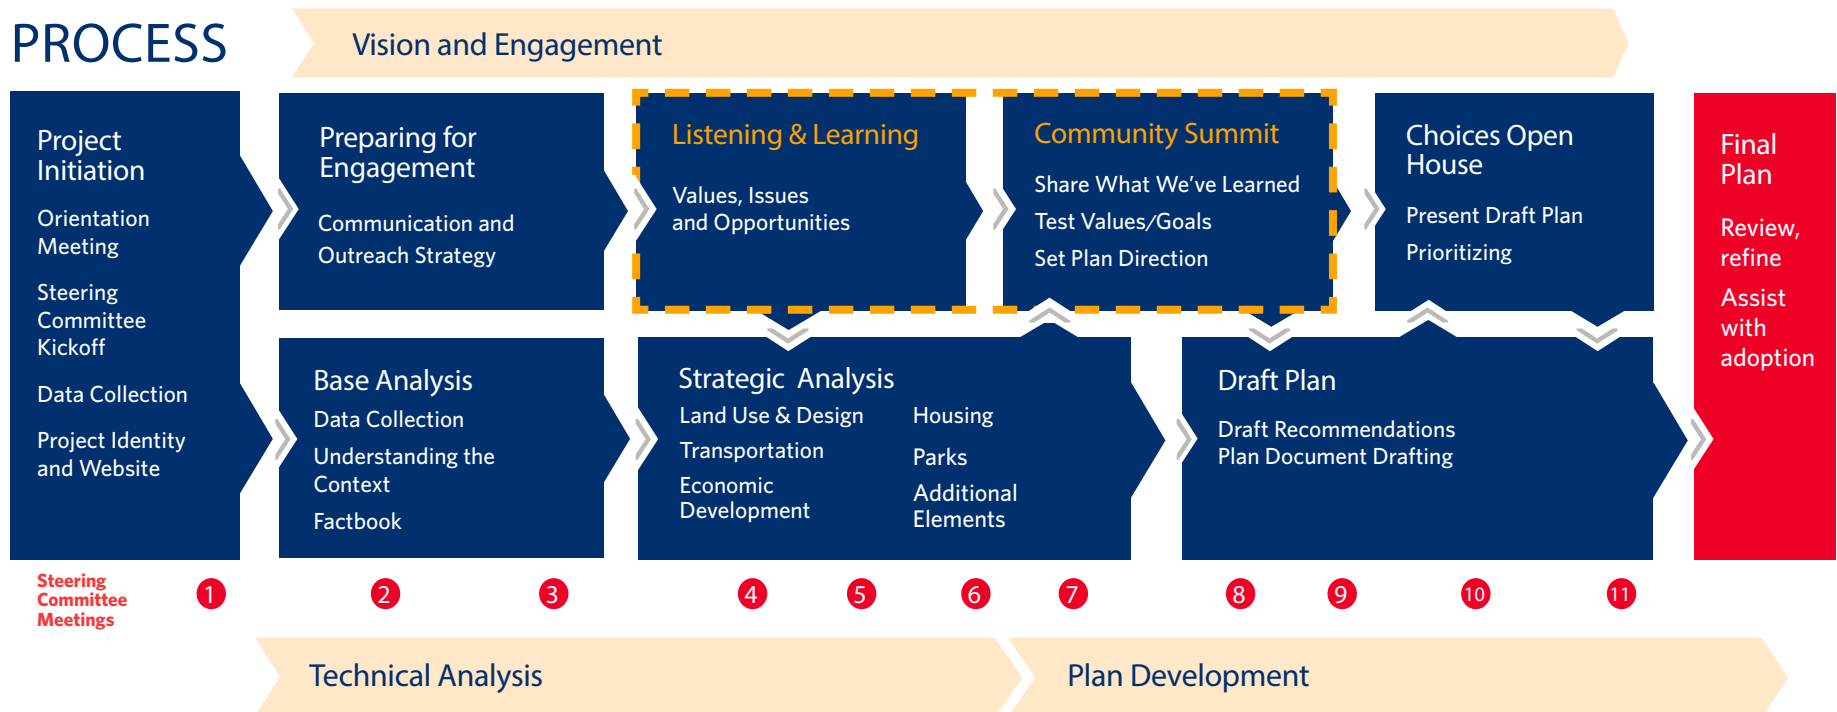 PROCESS
Vision and Engagement
Project
Initiation
Orientation
Meeting
Steering
Committee
Kickoff
Data Collection
Project Identity
and Website
Preparing for
Engagement
Communication and
Outreach Strategy
Listening & Learning
Values, Issues
and Opportunities
Community Summit
Share What We’ve Learned
Test Values/Goals
Set Plan Direction
Choices Open
House
Present Draft Plan
Prioritizing
Final
Plan
Review,
refine
Assist
with
adoption
Base Analysis
Data Collection
Understanding the
Context
Factbook
Strategic Analysis
Land Use & Design
Transportation
Economic
Development
Housing
Parks
Additional
Elements
Draft Plan
Draft Recommendations
Plan Document Drafting
Steering
Committee
Meetings
1 2 3 4 5 6 7 8 9 10 11
Technical Analysis
Plan Development